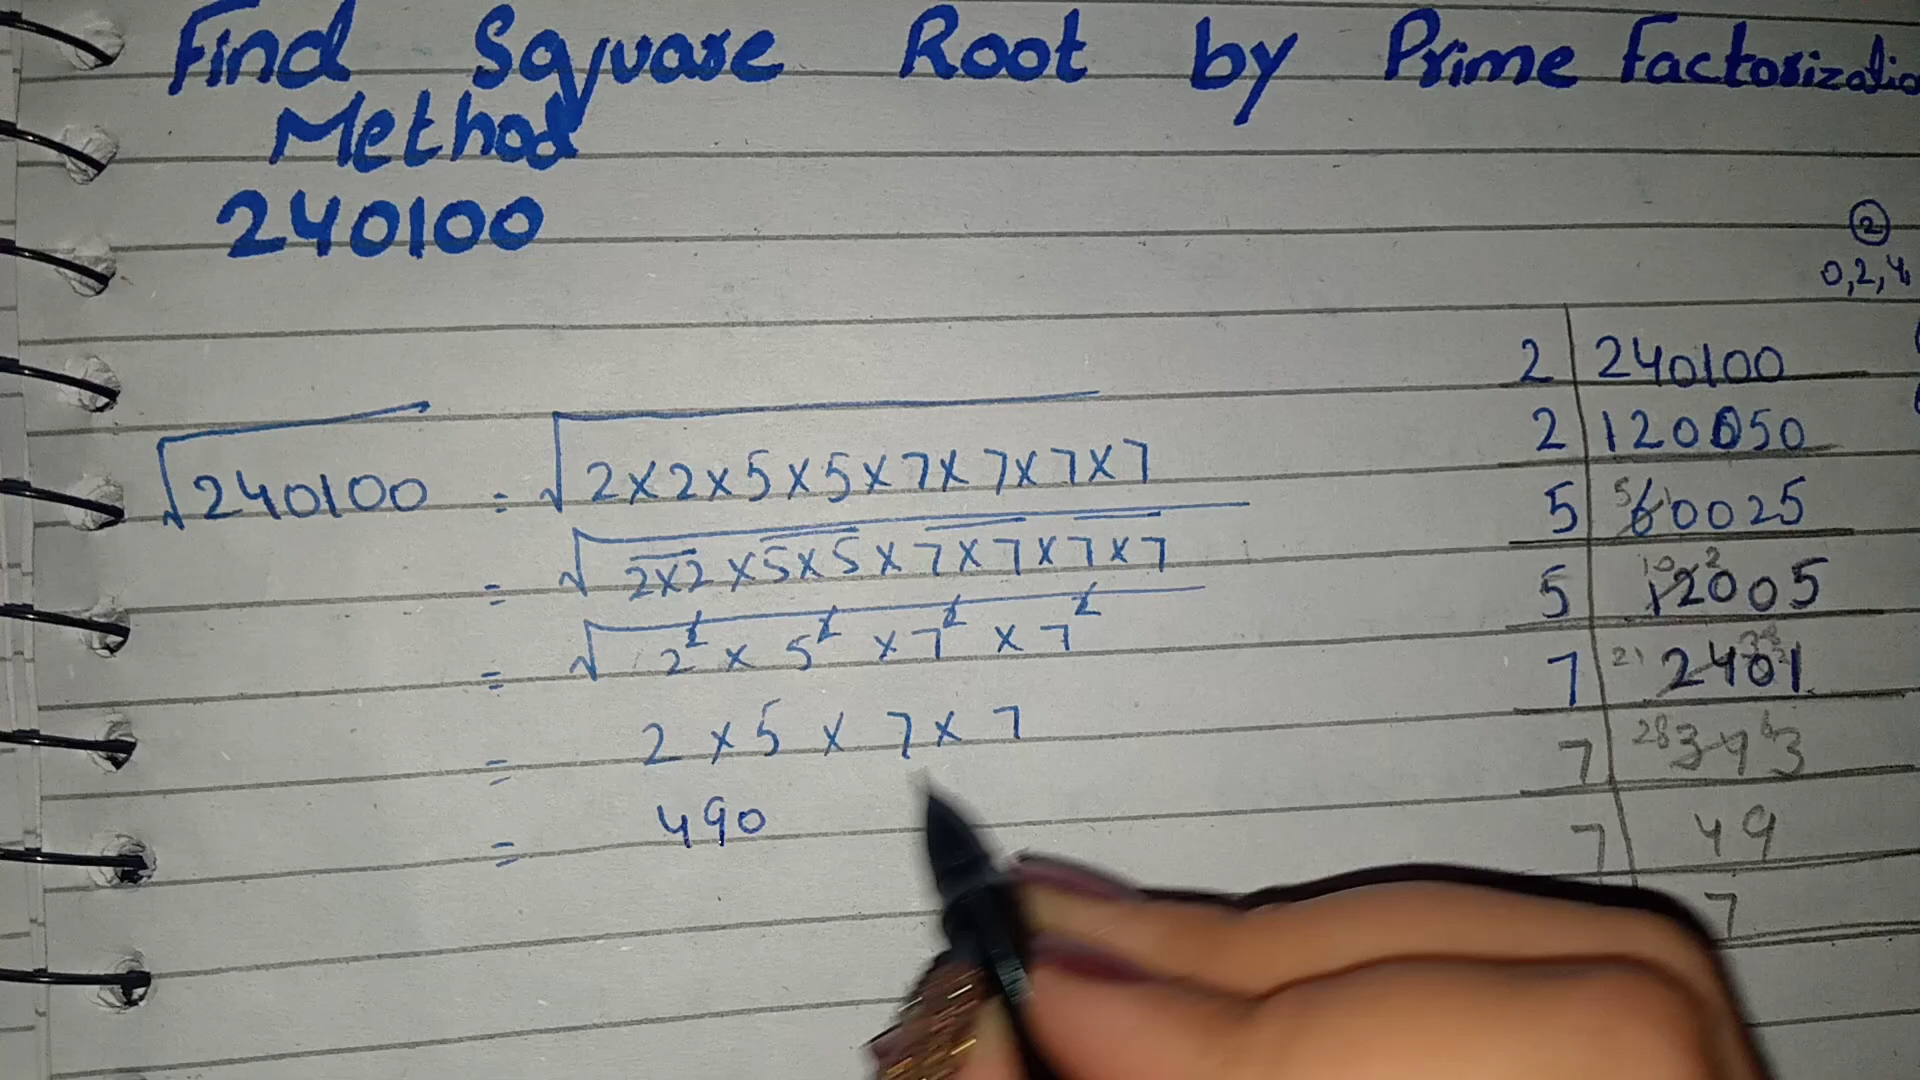 Find Square Root by Prime Factorizatio
Method
240100
②
0,2,4
√240100 = √2×2×5×5×7×7×7×7
= √2×2×5×5×7×7×7×7
= √2² × 5² × 7² × 7²
= 2 × 5 × 7 × 7
= 490
2 | 240100
2 | 120050
5 | 60025
5 | 12005
7 | 2401
7 | 343
7 | 49
7